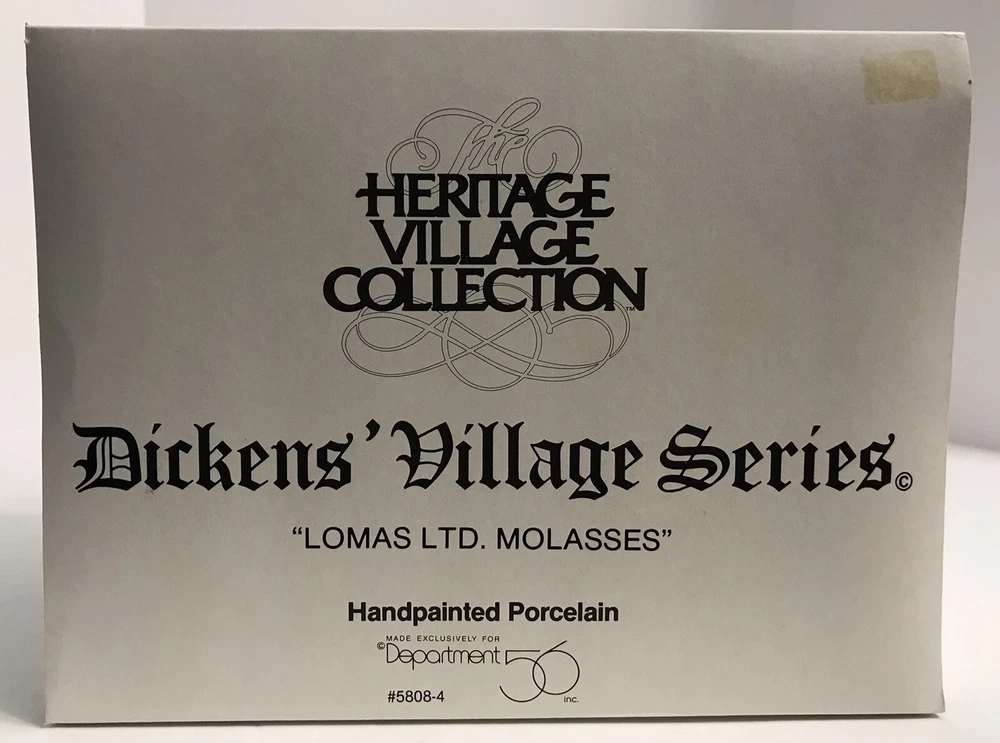 The
HERITAGE
VILLAGE
COLLECTION™
Dickens' Village Series©
“LOMAS LTD. MOLASSES”
Handpainted Porcelain
MADE EXCLUSIVELY FOR
©Department 56 inc.
#5808-4